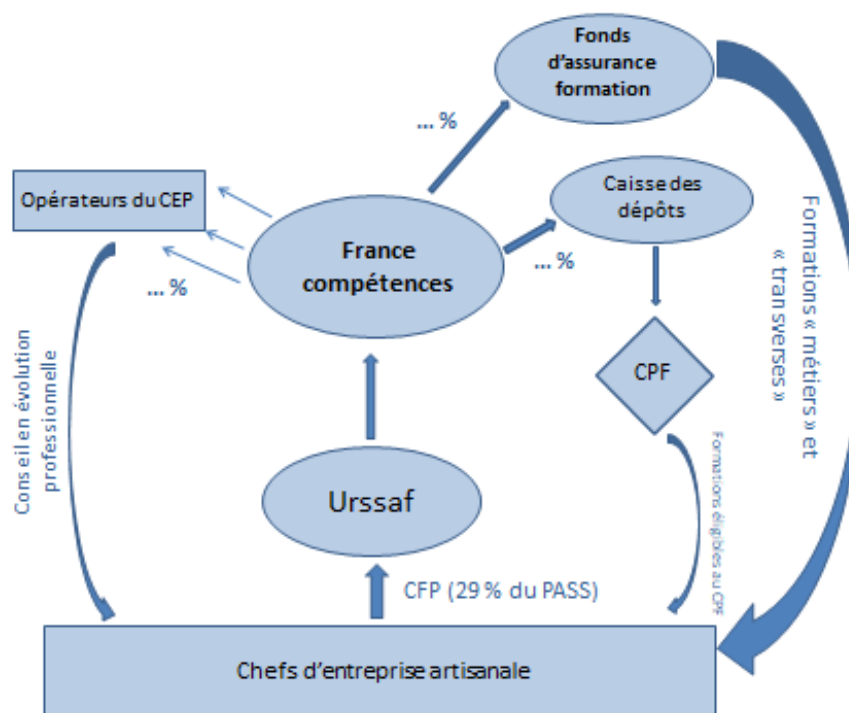 Fonds
d'assurance
formation
... %
Opérateurs du CEP
Caisse des
dépôts
France
compétences
... %
... %
Formations « métiers » et
« transverses »
CPF
Conseil en évolution
professionnelle
Formations éligibles au CPF
Urssaf
CFP (29 % du PASS)
Chefs d'entreprise artisanale